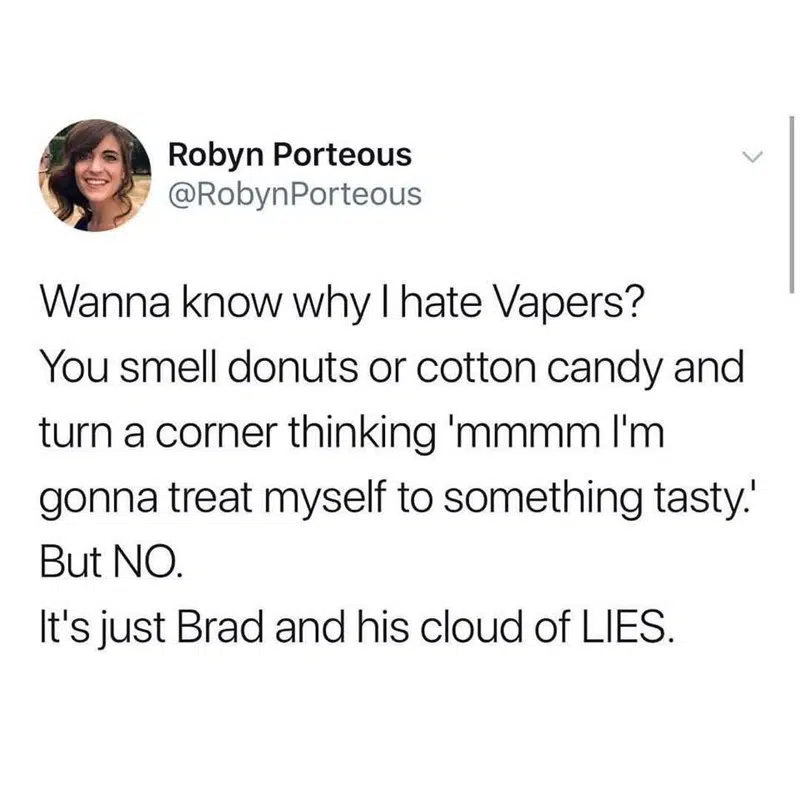 Robyn Porteous
@RobynPorteous
Wanna know why I hate Vapers?
You smell donuts or cotton candy and
turn a corner thinking 'mmmm I'm
gonna treat myself to something tasty.'
But NO.
It's just Brad and his cloud of LIES.